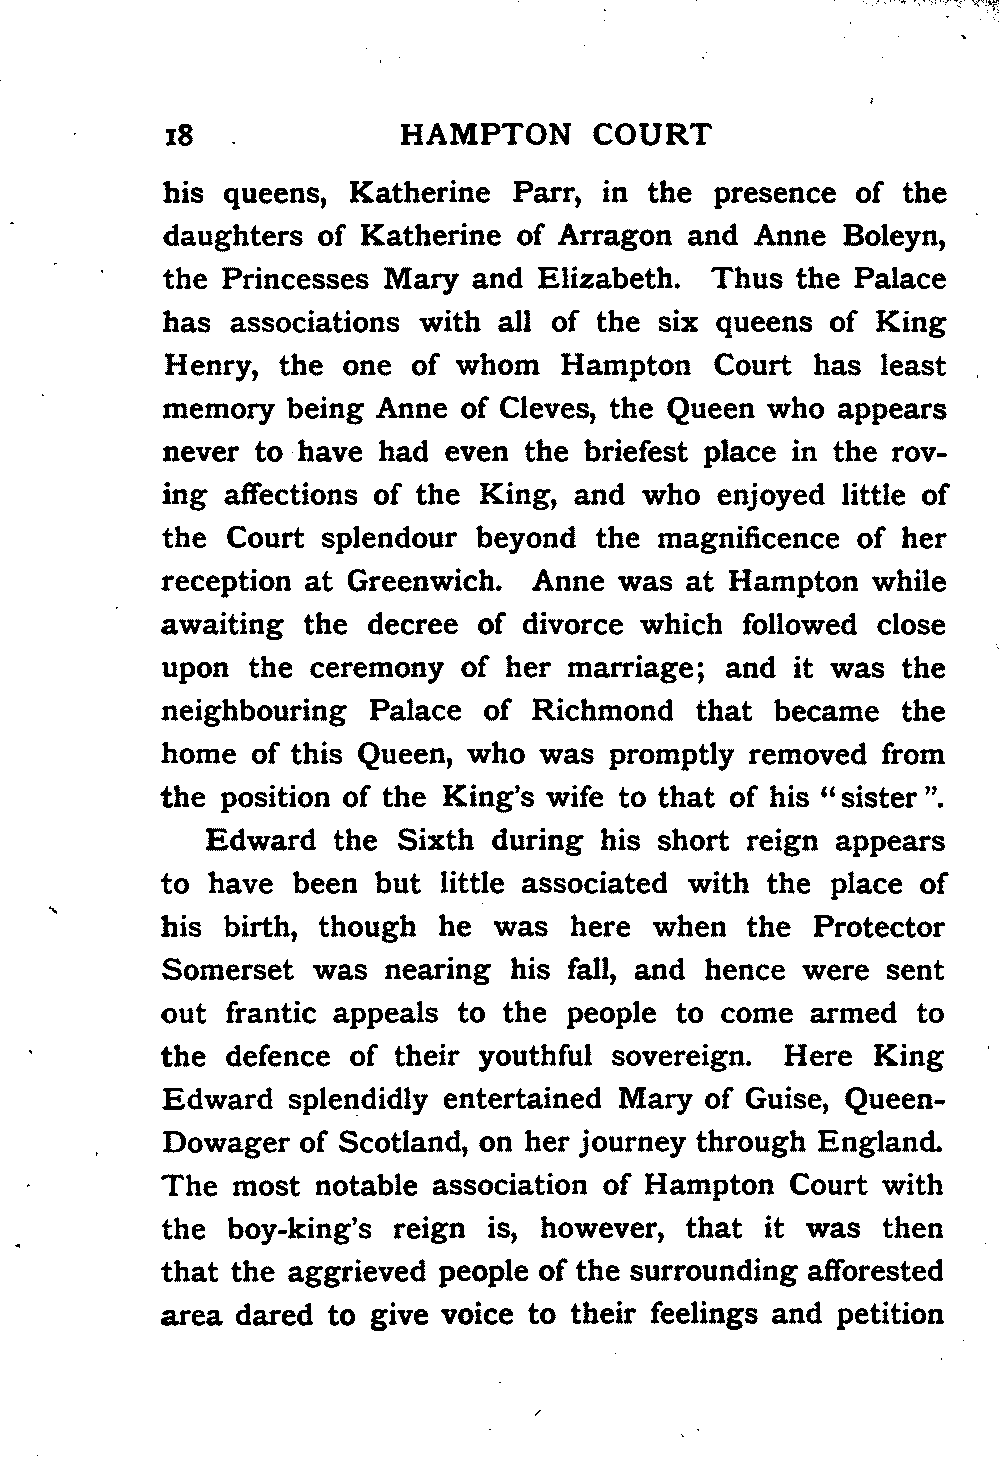 18 HAMPTON COURT
his queens, Katherine Parr, in the presence of the
daughters of Katherine of Arragon and Anne Boleyn,
the Princesses Mary and Elizabeth. Thus the Palace
has associations with all of the six queens of King
Henry, the one of whom Hampton Court has least
memory being Anne of Cleves, the Queen who appears
never to have had even the briefest place in the rov-
ing affections of the King, and who enjoyed little of
the Court splendour beyond the magnificence of her
reception at Greenwich. Anne was at Hampton while
awaiting the decree of divorce which followed close
upon the ceremony of her marriage; and it was the
neighbouring Palace of Richmond that became the
home of this Queen, who was promptly removed from
the position of the King's wife to that of his “sister”.
Edward the Sixth during his short reign appears
to have been but little associated with the place of
his birth, though he was here when the Protector
Somerset was nearing his fall, and hence were sent
out frantic appeals to the people to come armed to
the defence of their youthful sovereign. Here King
Edward splendidly entertained Mary of Guise, Queen-
Dowager of Scotland, on her journey through England.
The most notable association of Hampton Court with
the boy-king's reign is, however, that it was then
that the aggrieved people of the surrounding afforested
area dared to give voice to their feelings and petition